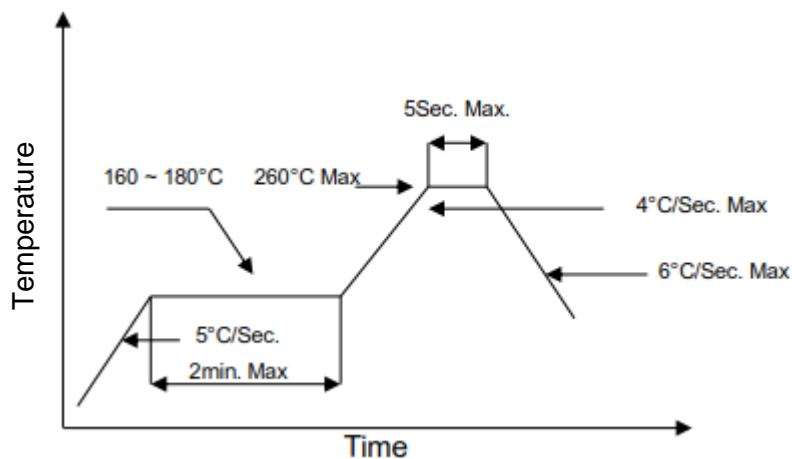 5Sec. Max.
160 ~ 180°C
260°C Max
4°C/Sec. Max
6°C/Sec. Max
5°C/Sec.
2min. Max
Temperature
Time